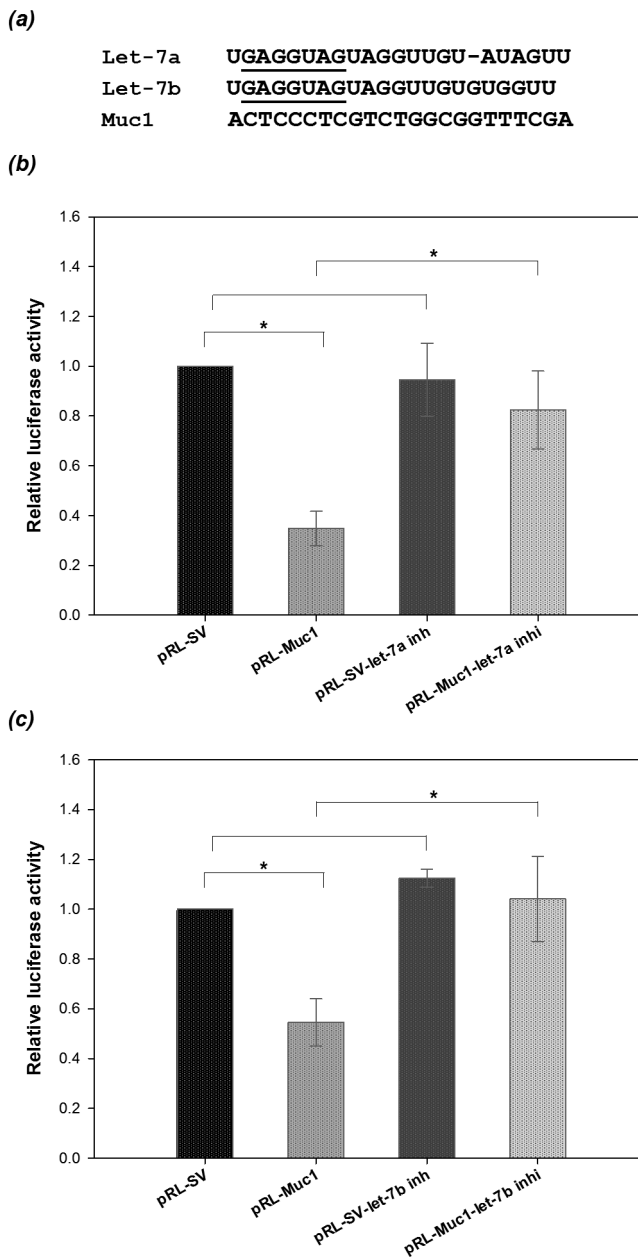 (a)
Let-7a UGAGGUAGUAGGUUGU-AUAGUU
Let-7b UGAGGUAGUAGGUUGUGUGGUU
Muc1 ACTCCCTCGTCTGGCGGTTTCGA
(b)
1.6
1.4
1.2
1.0
0.8
0.6
0.4
0.2
0.0
Relative luciferase activity
*
*
pRL-SV
pRL-Muc1
pRL-SV-let-7a inh
pRL-Muc1-let-7a inhi
(c)
1.6
1.4
1.2
1.0
0.8
0.6
0.4
0.2
0.0
Relative luciferase activity
*
*
pRL-SV
pRL-Muc1
pRL-SV-let-7b inh
pRL-Muc1-let-7b inhi